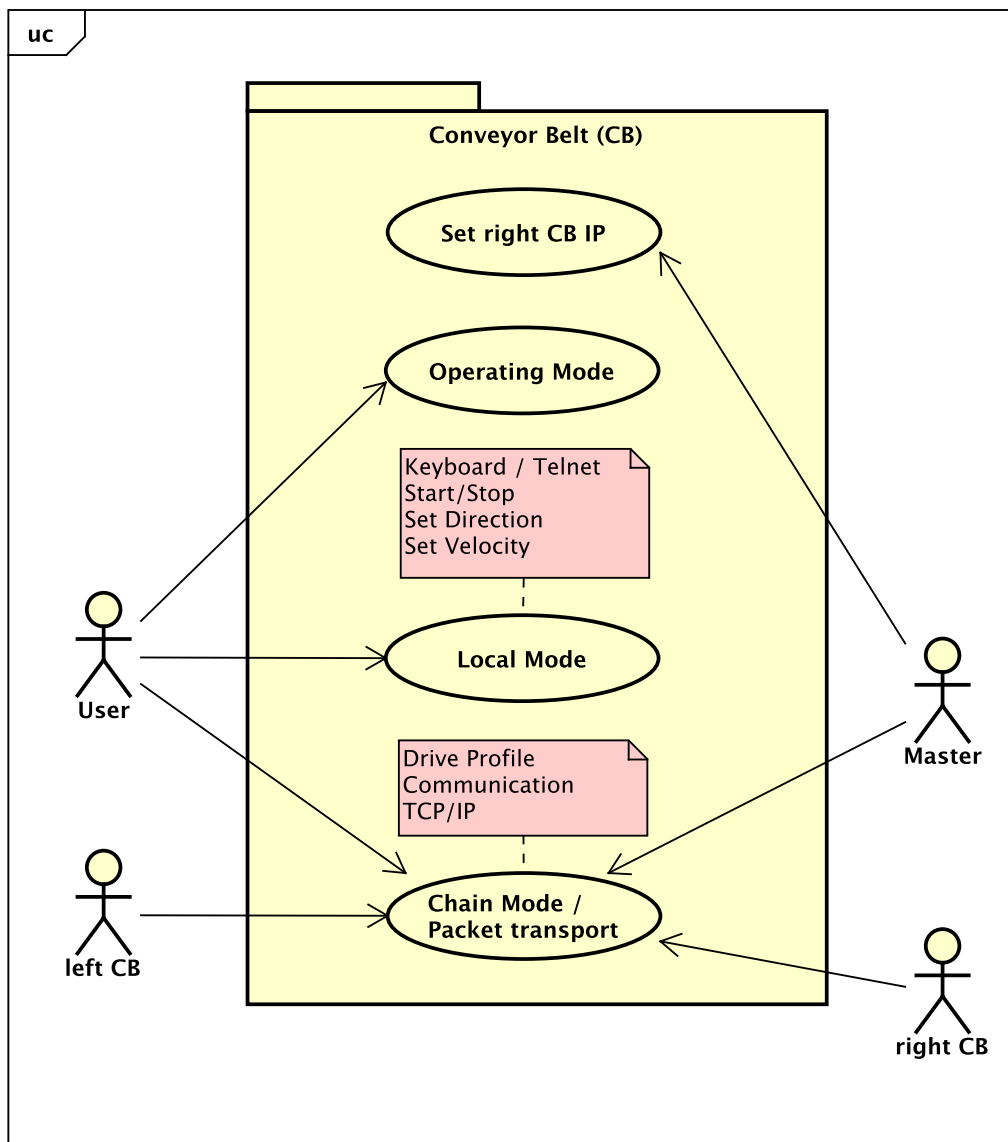 uc
Conveyor Belt (CB)
Set right CB IP
Operating Mode
Keyboard / Telnet
Start/Stop
Set Direction
Set Velocity
Local Mode
User
Master
Drive Profile
Communication
TCP/IP
Chain Mode /
Packet transport
left CB
right CB